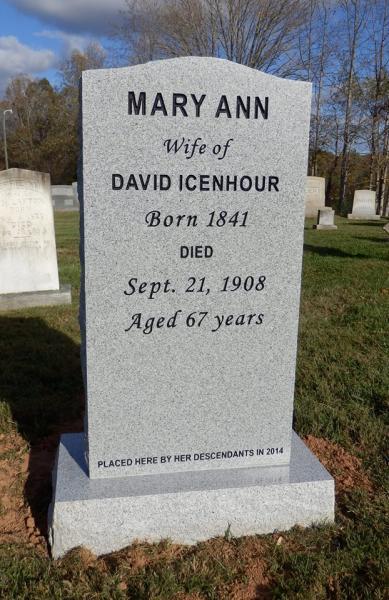 MARY ANN
Wife of
DAVID ICENHOUR
Born 1841
DIED
Sept. 21, 1908
Aged 67 years
PLACED HERE BY HER DESCENDANTS IN 2014